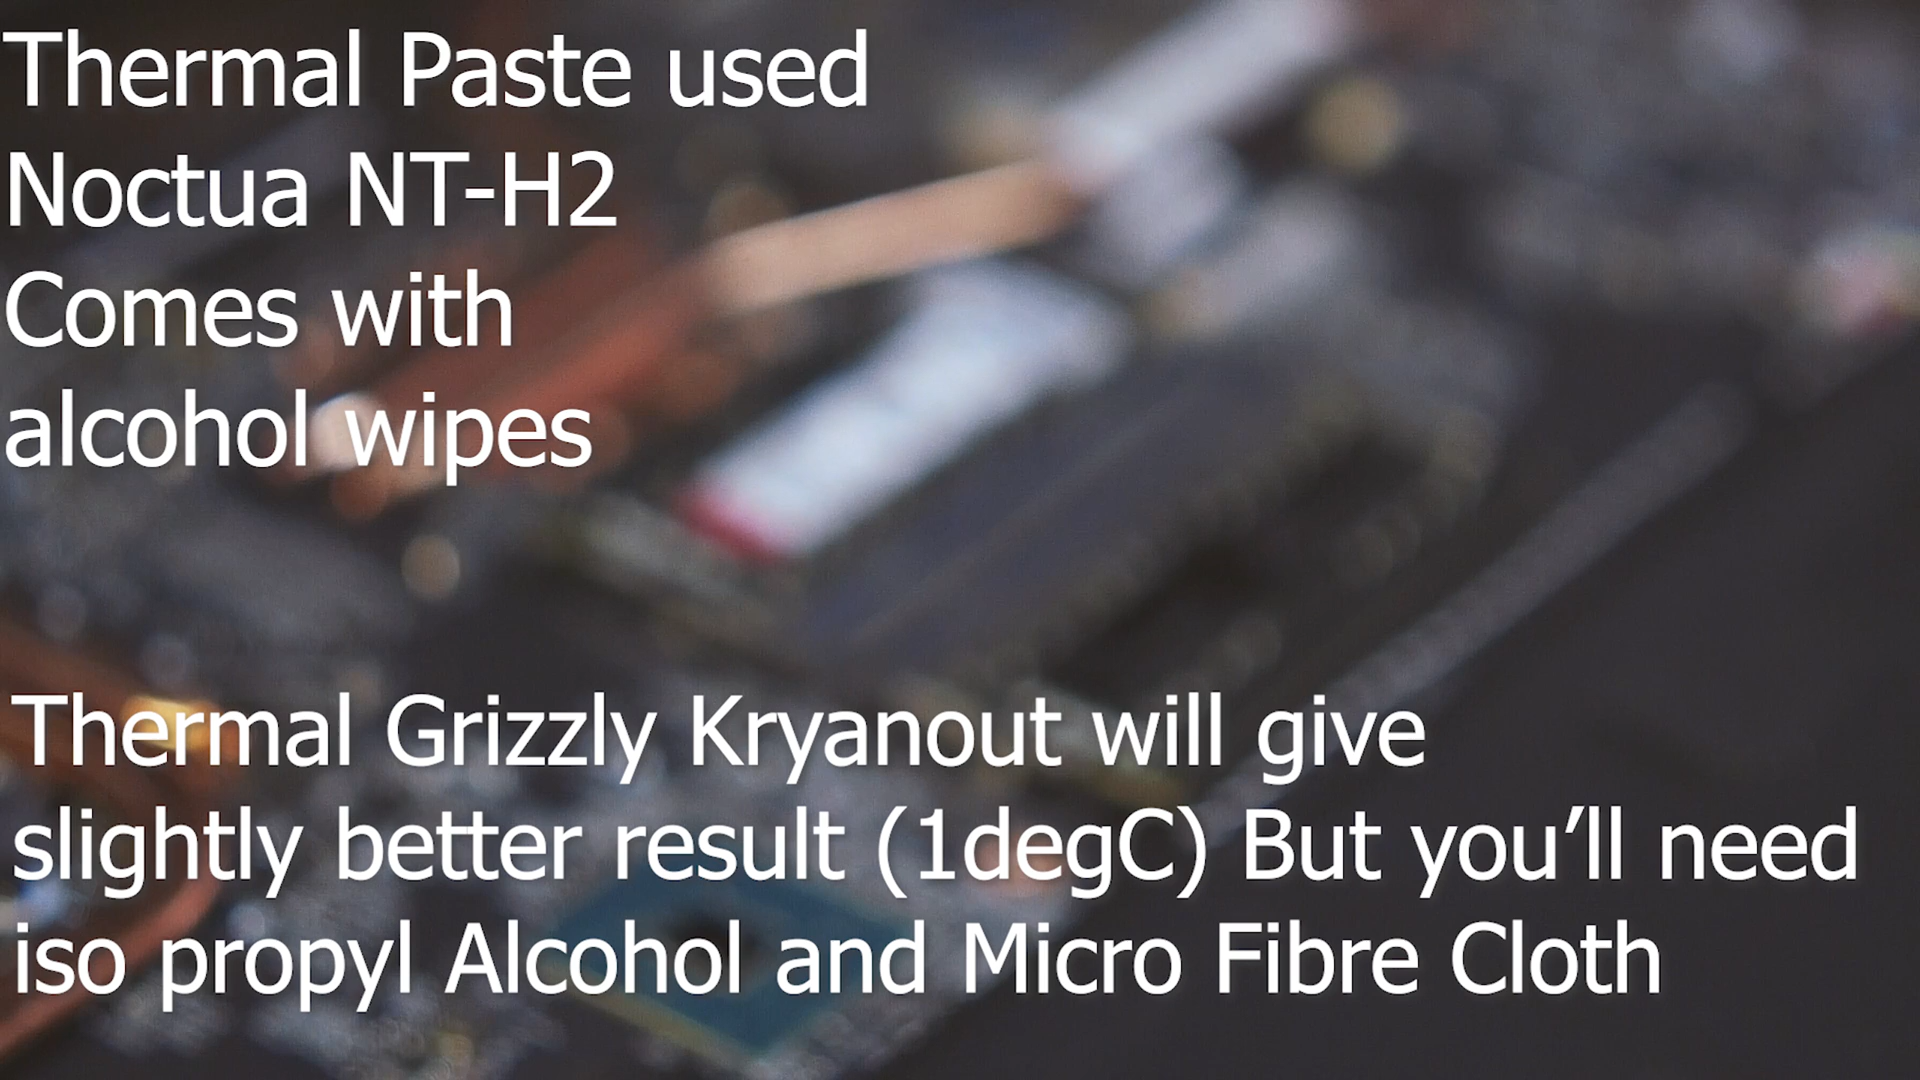 Thermal Paste used
Noctua NT-H2
Comes with
alcohol wipes
Thermal Grizzly Kryanout will give
slightly better result (1degC) But you’ll need
iso propyl Alcohol and Micro Fibre Cloth